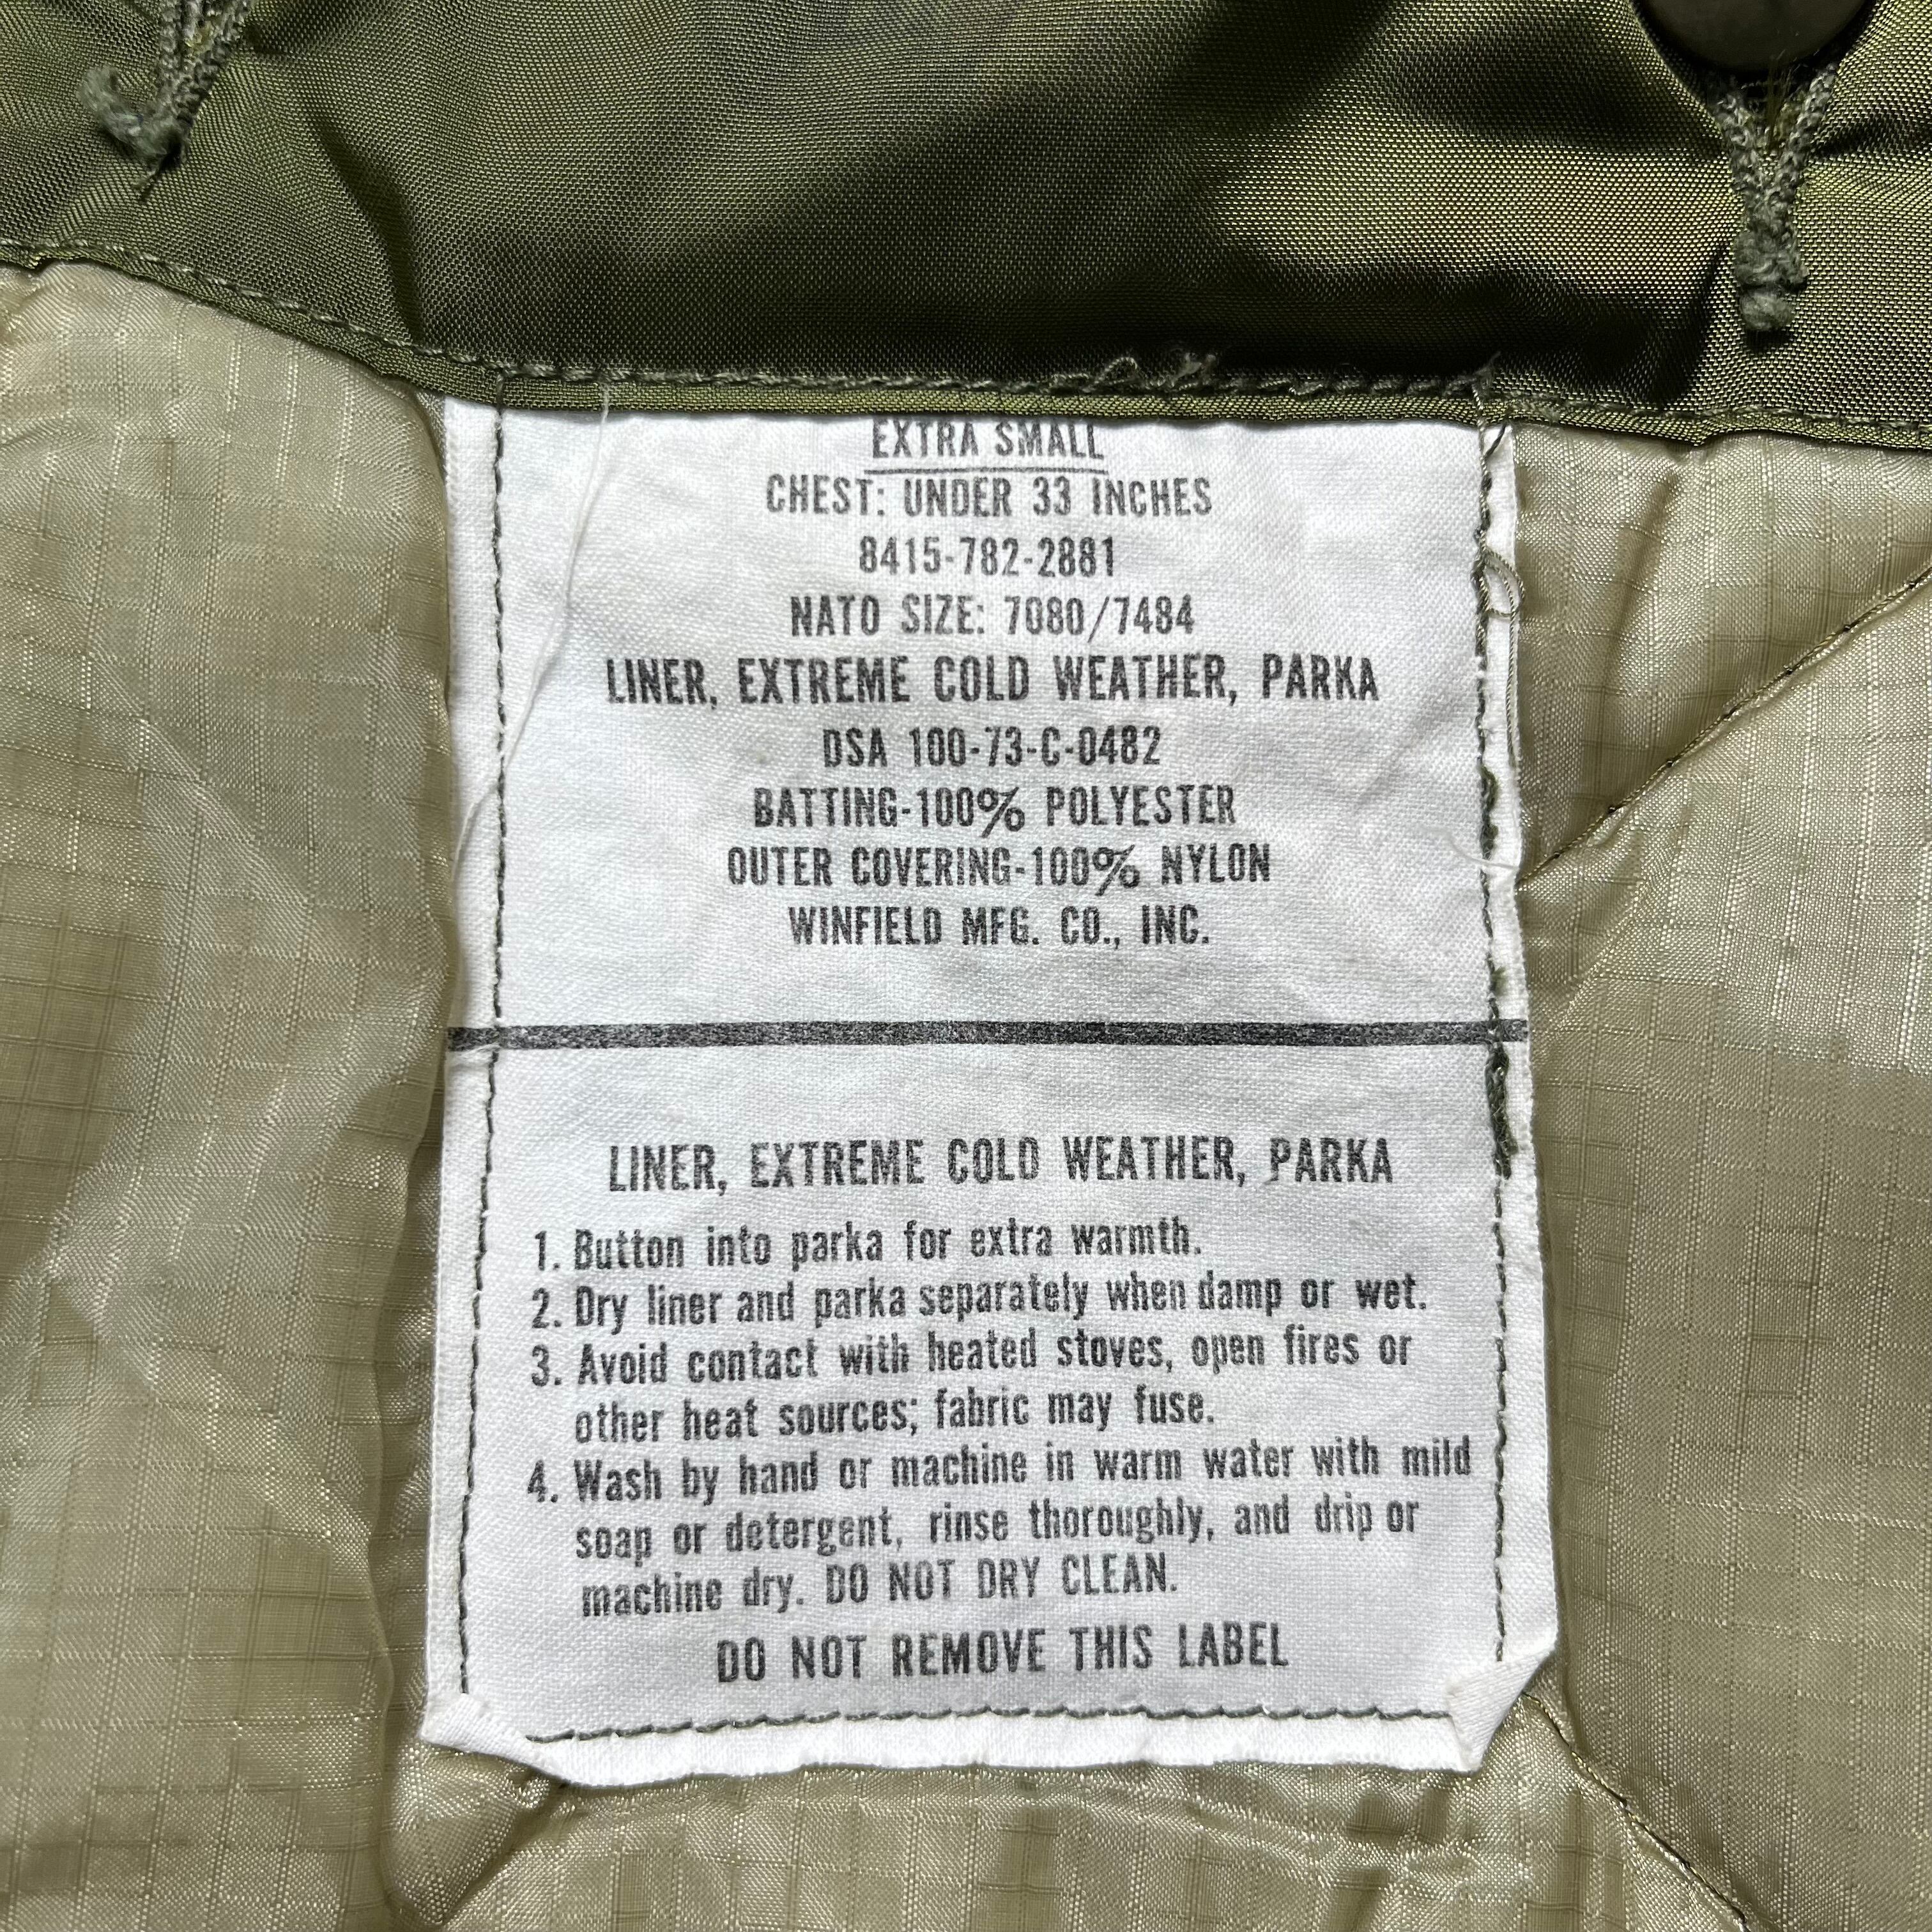 EXTRA SMALL
CHEST: UNDER 33 INCHES
8415-782-2881
NATO SIZE: 7080/7484
LINER, EXTREME COLD WEATHER, PARKA
DSA 100-73-C-0482
BATTING-100% POLYESTER
OUTER COVERING-100% NYLON
WINFIELD MFG. CO., INC.
LINER, EXTREME COLD WEATHER, PARKA
1. Button into parka for extra warmth.
2. Dry liner and parka separately when damp or wet.
3. Avoid contact with heated stoves, open fires or
other heat sources; fabric may fuse.
4. Wash by hand or machine in warm water with mild
soap or detergent, rinse thoroughly, and drip or
machine dry. DO NOT DRY CLEAN.
DO NOT REMOVE THIS LABEL